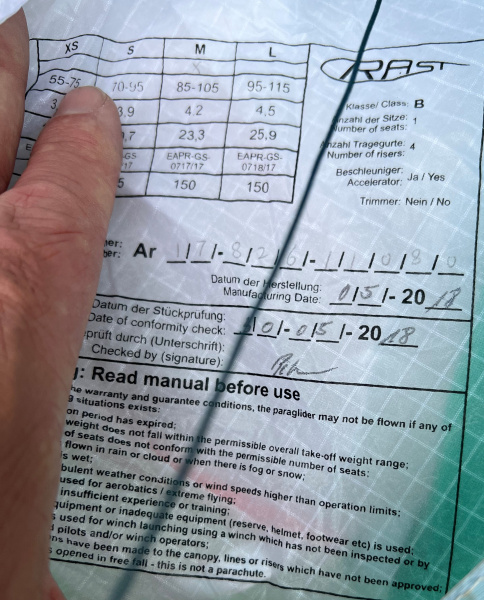 XS S M L
55-75 70-95 85-105 95-115
3.9 4.2 4.5
23,3 25.9
EAPR-GS-0717/17 EAPR-GS-0718/17
150 150
RAST
Klasse/Class: B
Anzahl der Sitze: 1
Number of seats:
Anzahl Tragegurte: 4
Number of risers:
Beschleuniger: Ja / Yes
Accelerator:
Trimmer: Nein / No
Ar 1/7/-8/2/6/-1/1/0/8/0
Datum der Herstellung:
Manufacturing Date: 0/5/-2018
Datum der Stückprüfung:
Date of conformity check: /0/-0/5/-2018
prüft durch (Unterschrift):
Checked by (signature):
g: Read manual before use
he warranty and guarantee conditions, the paraglider may not be flown if any of
g situations exists:
on period has expired;
weight does not fall within the permissible overall take-off weight range;
of seats does not conform with the permissible number of seats;
flown in rain or cloud or when there is fog or snow;
is wet;
bulent weather conditions or wind speeds higher than operation limits;
used for aerobatics / extreme flying;
insufficient experience or training;
quipment or inadequate equipment (reserve, helmet, footwear etc) is used;
s used for winch launching using a winch which has not been inspected or by
d pilots and/or winch operators;
ns have been made to the canopy, lines or risers which have not been approved;
s opened in free fall - this is not a parachute.